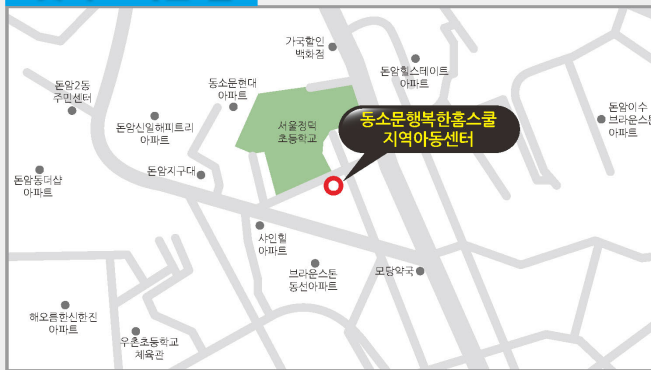 가국할인
백화점
돈암힐스테이트
아파트
돈암2동
주민센터
동소문현대
아파트
돈암이수
브라운스톤
아파트
돈암신일해피트리
아파트
서울정덕
초등학교
동소문행복한홈스쿨
지역아동센터
돈암동더샵
아파트
돈암지구대
샤인힐
아파트
브라운스톤
동선아파트
모닝약국
해오름한신한진
아파트
우촌초등학교
체육관